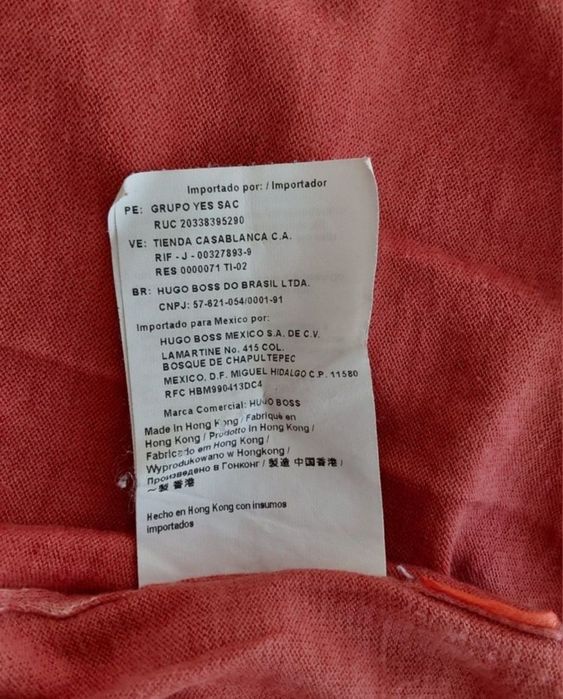 Importado por: / Importador
PE: GRUPO YES SAC
RUC 20338395290
VE: TIENDA CASABLANCA C.A.
RIF - J - 00327893-9
RES 0000071 TI-02
BR: HUGO BOSS DO BRASIL LTDA.
CNPJ: 57-621-054/0001-91
Importado para Mexico por:
HUGO BOSS MEXICO S.A. DE C.V.
LAMARTINE No. 415 COL.
BOSQUE DE CHAPULTEPEC
MEXICO, D.F. MIGUEL HIDALGO C.P. 11580
RFC HBM990413DC4
Marca Comercial: HUGO BOSS
Made in Hong Kong / Fabriqué en
Hong Kong / Prodotto in Hong Kong /
Fabricado em Hong Kong /
Wyprodukowano w Hongkong /
Произведено в Гонконг / 製造 中国香港 /
～製 香港
Hecho en Hong Kong con insumos
importados